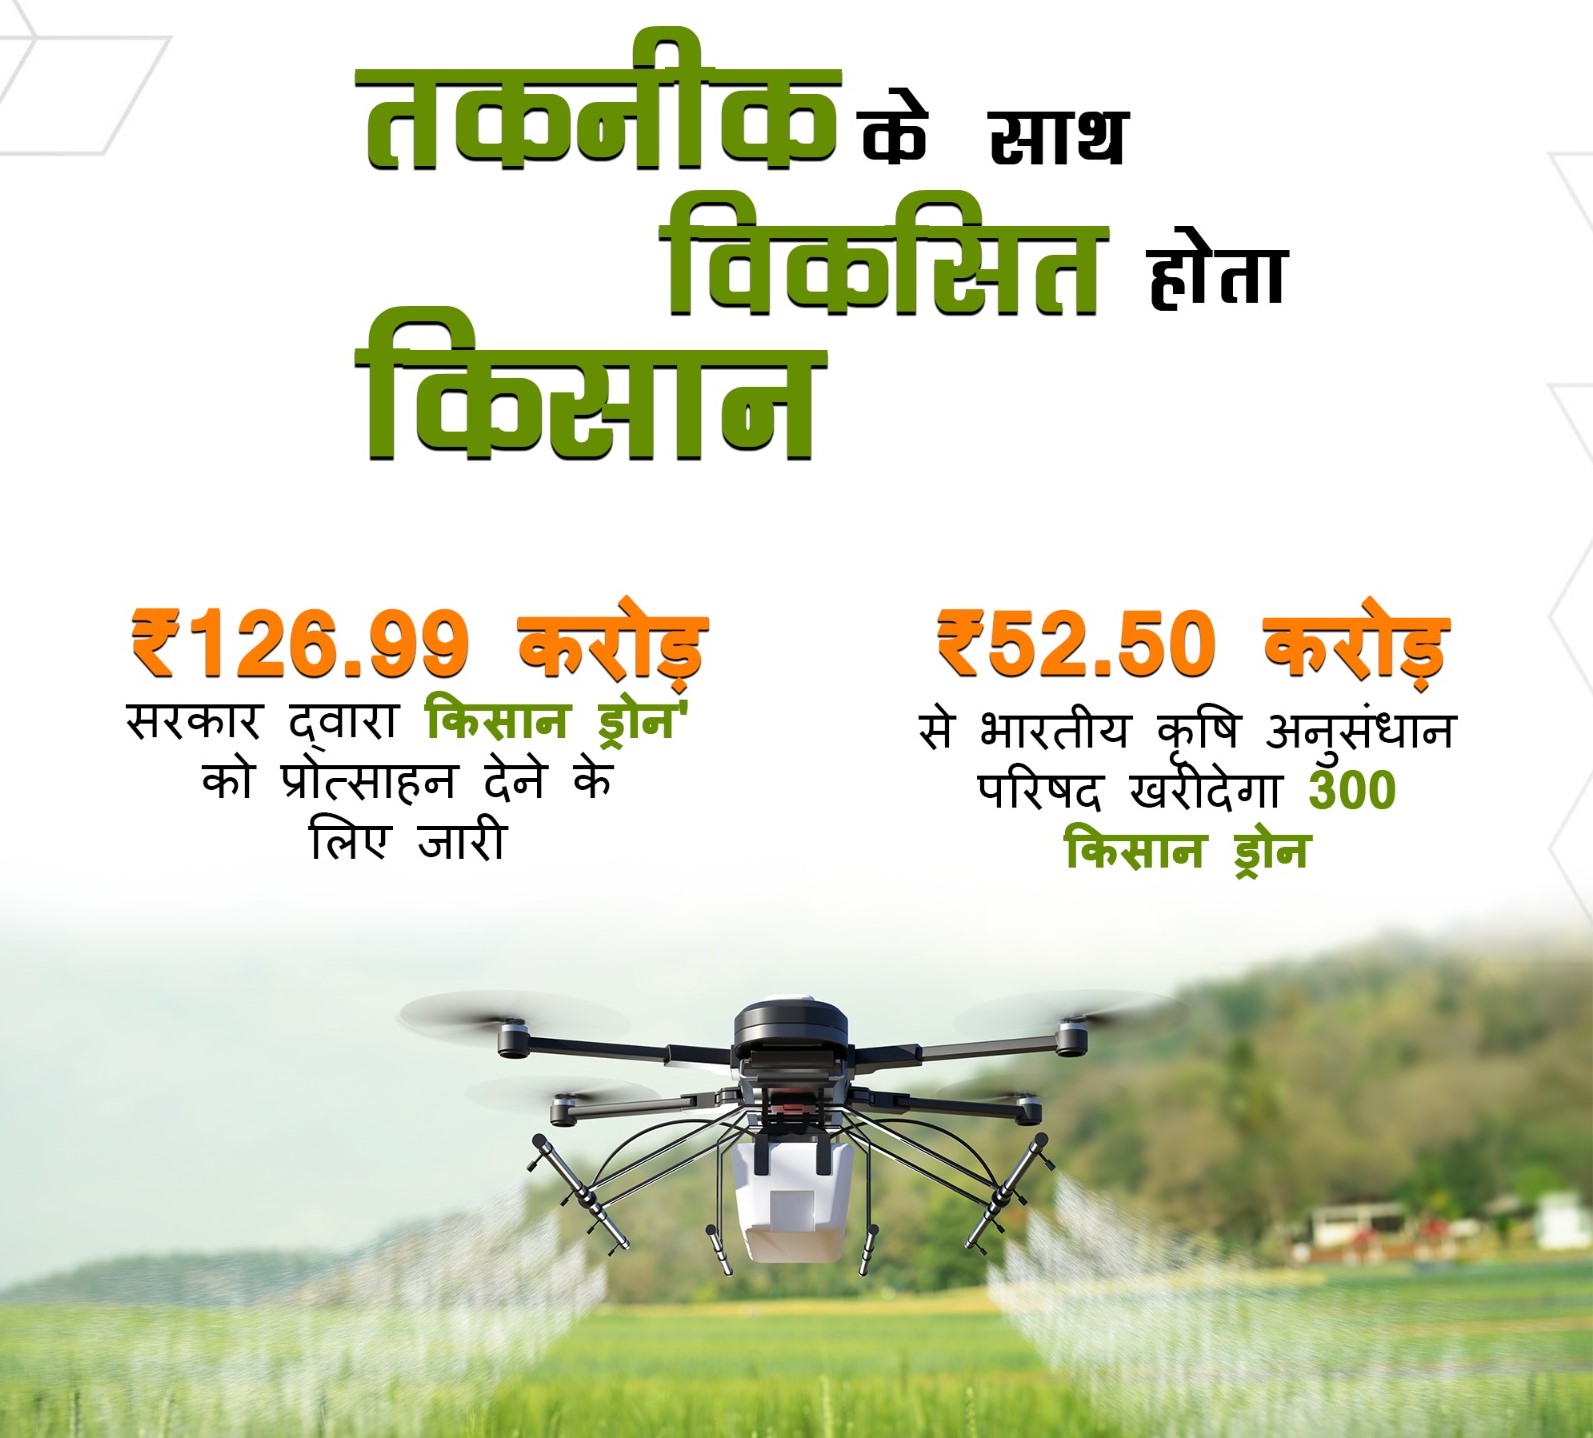 तकनीक के साथ
विकसित होता
किसान
₹126.99 करोड़
सरकार द्वारा किसान ड्रोन'
को प्रोत्साहन देने के
लिए जारी
₹52.50 करोड़
से भारतीय कृषि अनुसंधान
परिषद खरीदेगा 300
किसान ड्रोन